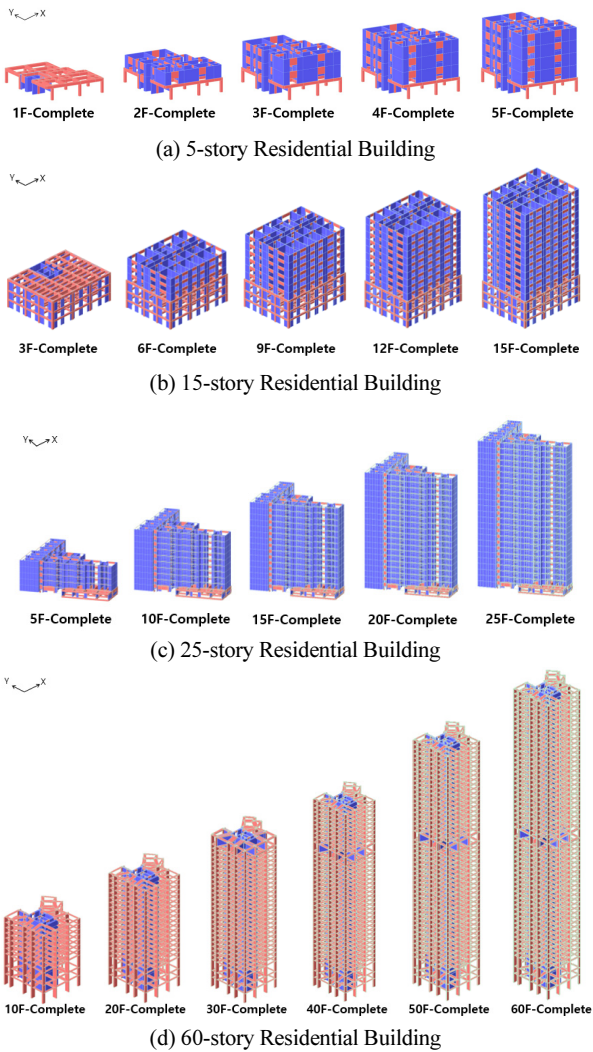 Y X
1F-Complete 2F-Complete 3F-Complete 4F-Complete 5F-Complete
(a) 5-story Residential Building
Y X
3F-Complete 6F-Complete 9F-Complete 12F-Complete 15F-Complete
(b) 15-story Residential Building
Y X
5F-Complete 10F-Complete 15F-Complete 20F-Complete 25F-Complete
(c) 25-story Residential Building
Y X
10F-Complete 20F-Complete 30F-Complete 40F-Complete 50F-Complete 60F-Complete
(d) 60-story Residential Building